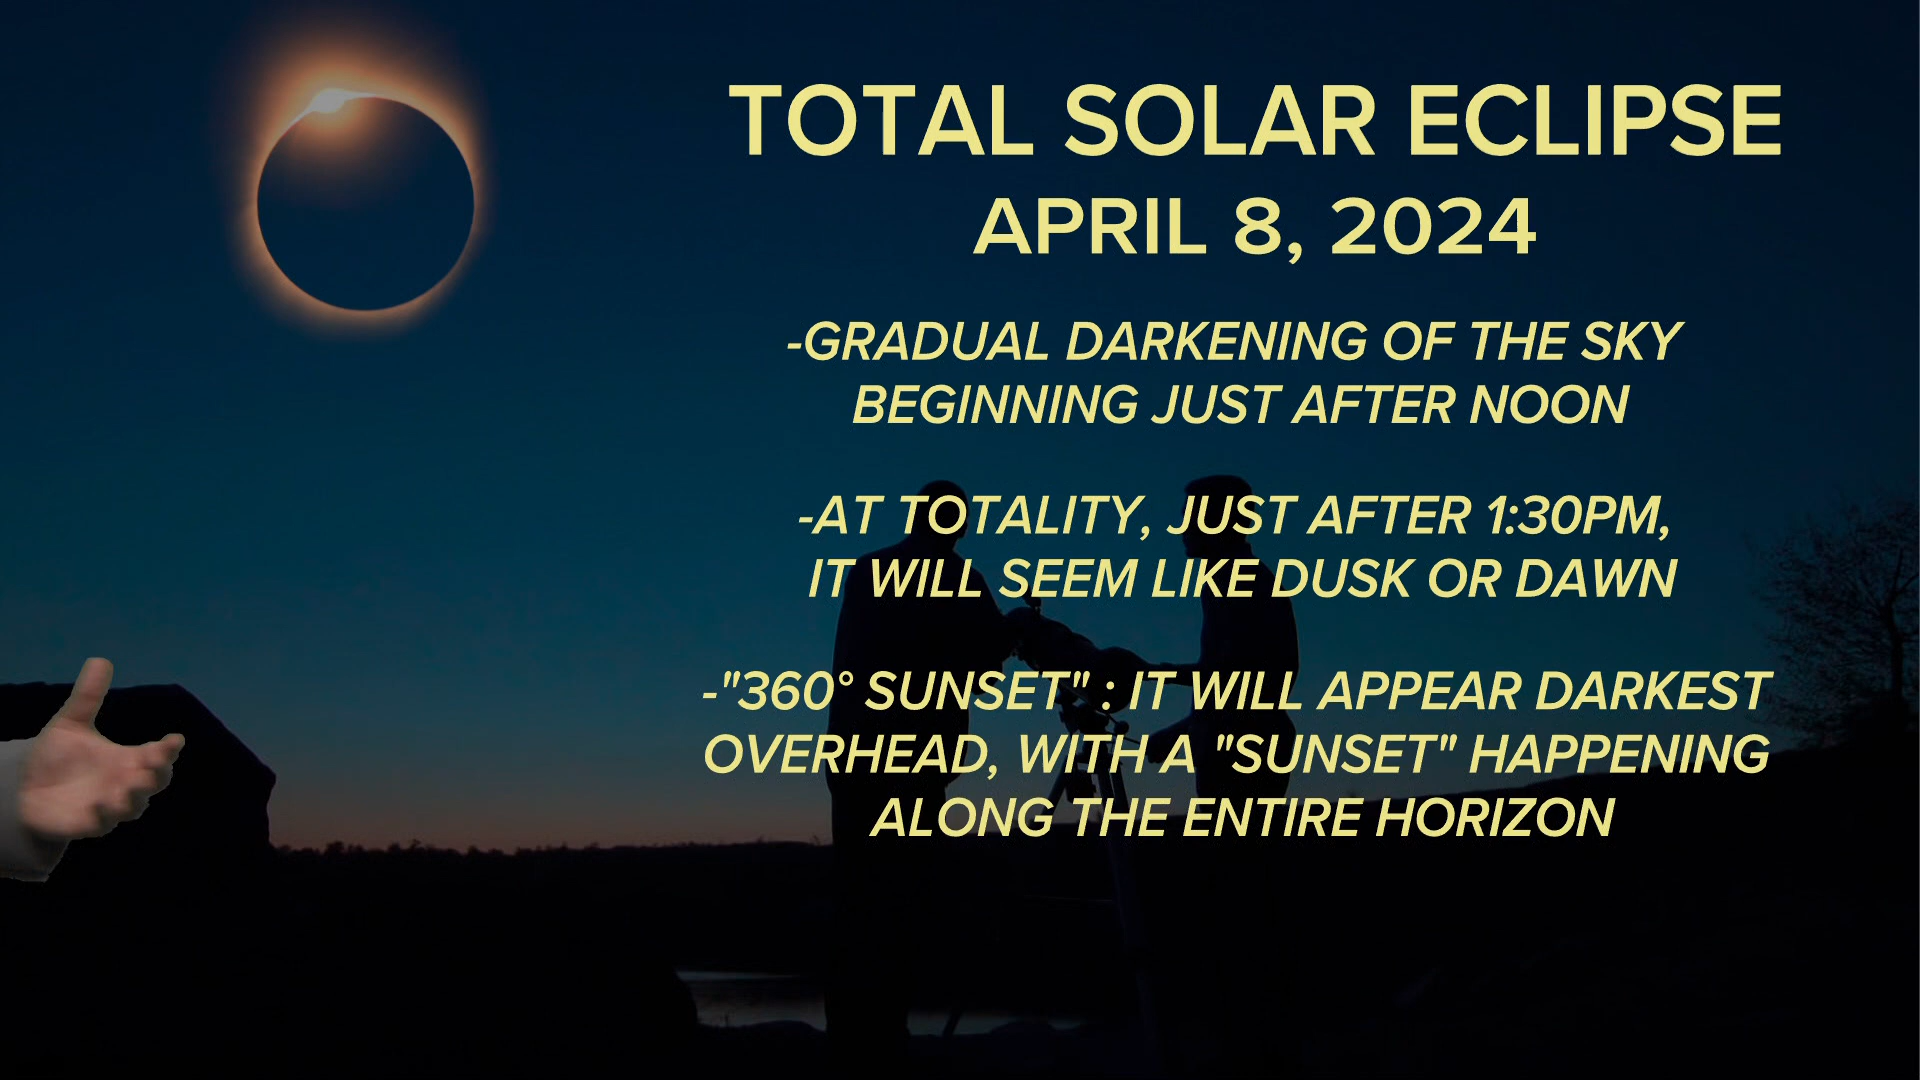 TOTAL SOLAR ECLIPSE
APRIL 8, 2024
-GRADUAL DARKENING OF THE SKY
BEGINNING JUST AFTER NOON
-AT TOTALITY, JUST AFTER 1:30PM,
IT WILL SEEM LIKE DUSK OR DAWN
-"360° SUNSET" : IT WILL APPEAR DARKEST
OVERHEAD, WITH A "SUNSET" HAPPENING
ALONG THE ENTIRE HORIZON